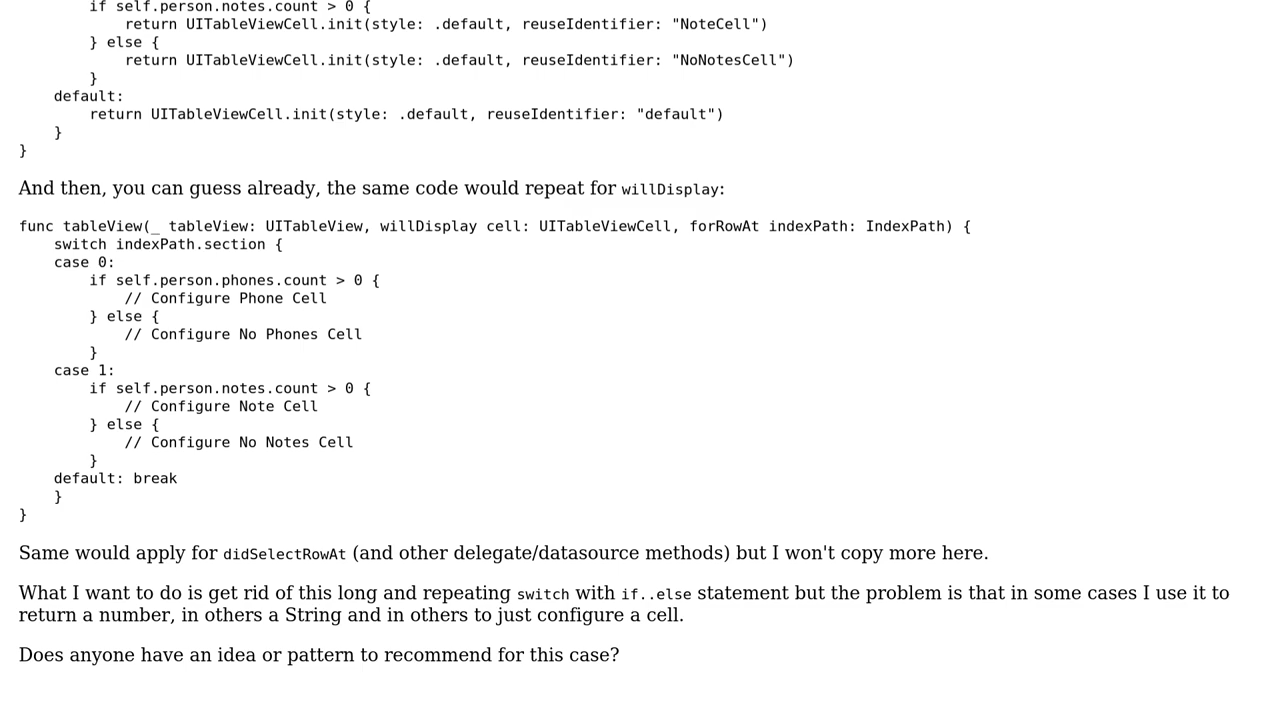 if self.person.notes.count > 0 {
            return UITableViewCell.init(style: .default, reuseIdentifier: "NoteCell")
        } else {
            return UITableViewCell.init(style: .default, reuseIdentifier: "NoNotesCell")
        }
    default:
        return UITableViewCell.init(style: .default, reuseIdentifier: "default")
    }
}
And then, you can guess already, the same code would repeat for willDisplay:
func tableView(_ tableView: UITableView, willDisplay cell: UITableViewCell, forRowAt indexPath: IndexPath) {
    switch indexPath.section {
    case 0:
        if self.person.phones.count > 0 {
            // Configure Phone Cell
        } else {
            // Configure No Phones Cell
        }
    case 1:
        if self.person.notes.count > 0 {
            // Configure Note Cell
        } else {
            // Configure No Notes Cell
        }
    default: break
    }
}
Same would apply for didSelectRowAt (and other delegate/datasource methods) but I won't copy more here.
What I want to do is get rid of this long and repeating switch with if..else statement but the problem is that in some cases I use it to
return a number, in others a String and in others to just configure a cell.
Does anyone have an idea or pattern to recommend for this case?